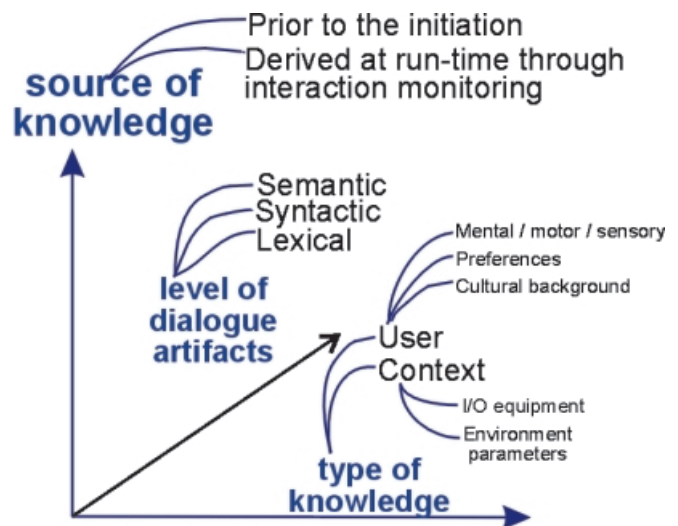 Prior to the initiation
Derived at run-time through
interaction monitoring
source of
knowledge
Semantic
Syntactic
Lexical
level of
dialogue
artifacts
Mental / motor / sensory
Preferences
Cultural background
User
Context
I/O equipment
Environment
parameters
type of
knowledge